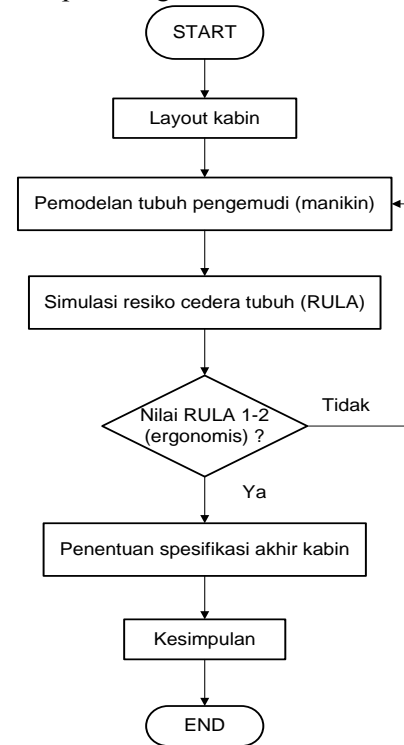 START
Layout kabin
Pemodelan tubuh pengemudi (manikin)
Simulasi resiko cedera tubuh (RULA)
Nilai RULA 1-2
(ergonomis) ?
Tidak
Ya
Penentuan spesifikasi akhir kabin
Kesimpulan
END